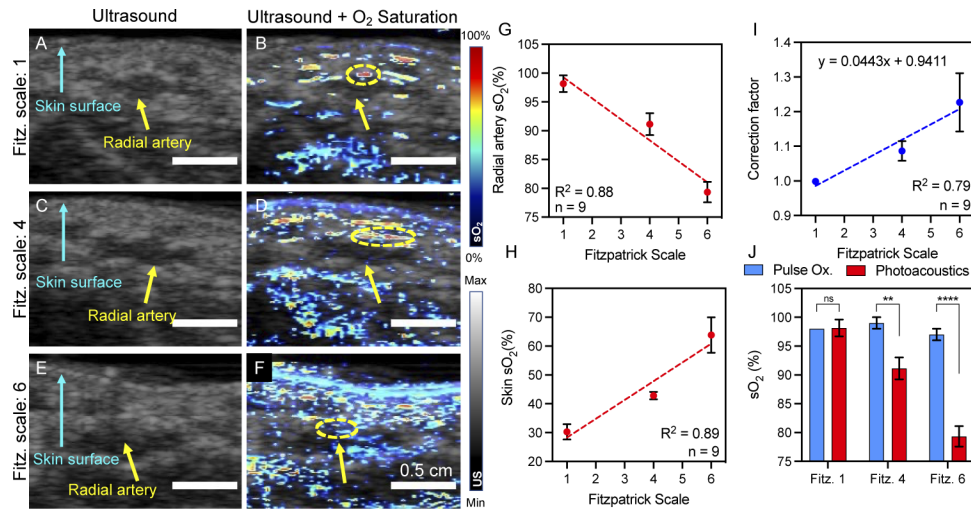 Ultrasound
Ultrasound + O2 Saturation
Fitz. scale: 1
A
Skin surface
Radial artery
B
100%
Fitz. scale: 4
C
Skin surface
Radial artery
D
sO2
0%
Max
Fitz. scale: 6
E
Skin surface
Radial artery
F
0.5 cm
US
Min
G
Radial artery sO2(%)
105
100
95
90
85
80
75
R2 = 0.88
n = 9
1 2 3 4 5 6
Fitzpatrick Scale
H
Skin sO2(%)
80
70
60
50
40
30
20
R2 = 0.89
n = 9
1 2 3 4 5 6
Fitzpatrick Scale
I
Correction factor
1.4
1.3
1.2
1.1
1.0
0.9
y = 0.0443x + 0.9411
R2 = 0.79
n = 9
1 2 3 4 5 6
Fitzpatrick Scale
J
Pulse Ox. Photoacoustics
sO2 (%)
105
100
95
90
85
80
75
ns
**
****
Fitz. 1 Fitz. 4 Fitz. 6